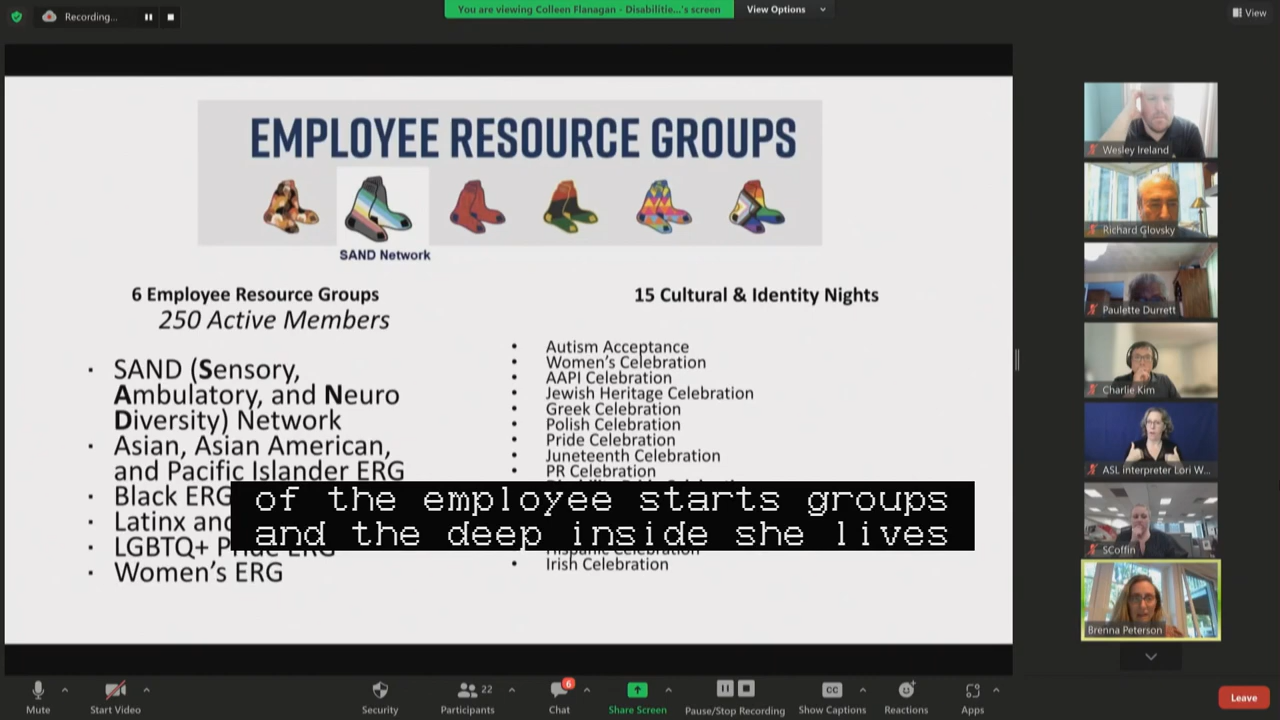 Recording...
You are viewing Colleen Flanagan - Disabilitie...'s screen
View Options
View
EMPLOYEE RESOURCE GROUPS
SAND Network
6 Employee Resource Groups
250 Active Members
· SAND (Sensory,
Ambulatory, and Neuro
Diversity) Network
· Asian, Asian American,
and Pacific Islander ERG
· Black ERG
· Latinx and
· LGBTQ+ Pride ERG
· Women's ERG
15 Cultural & Identity Nights
• Autism Acceptance
• Women's Celebration
• AAPI Celebration
• Jewish Heritage Celebration
• Greek Celebration
• Polish Celebration
• Pride Celebration
• Juneteenth Celebration
• PR Celebration
Hispanic Celebration
• Irish Celebration
of the employee starts groups
and the deep inside she lives
Wesley Ireland
Richard Glovsky
Paulette Durrett
Charlie Kim
ASL interpreter Lori W...
SCoffin
Brenna Peterson
Mute
Start Video
Security
22
Participants
6
Chat
Share Screen
Pause/Stop Recording
CC
Show Captions
Reactions
Apps
Leave